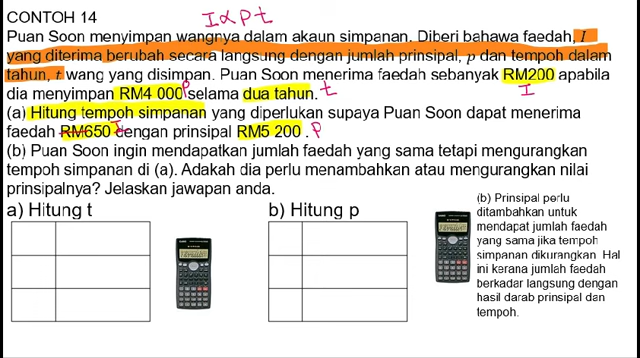 CONTOH 14
I∝pt
Puan Soon menyimpan wangnya dalam akaun simpanan. Diberi bahawa faedah, I
yang diterima berubah secara langsung dengan jumlah prinsipal, p dan tempoh dalam
tahun, t wang yang disimpan. Puan Soon menerima faedah sebanyak RM200 apabila
I
dia menyimpan RM4 000 p selama dua tahun. t
(a) Hitung tempoh simpanan yang diperlukan supaya Puan Soon dapat menerima
faedah RM650 I dengan prinsipal RM5 200 . p
(b) Puan Soon ingin mendapatkan jumlah faedah yang sama tetapi mengurangkan
tempoh simpanan di (a). Adakah dia perlu menambahkan atau mengurangkan nilai
prinsipalnya? Jelaskan jawapan anda.
a) Hitung t
b) Hitung p
(b) Prinsipal perlu
ditambahkan untuk
mendapat jumlah faedah
yang sama jika tempoh
simpanan dikurangkan. Hal
ini kerana jumlah faedah
berkadar langsung dengan
hasil darab prinsipal dan
tempoh.